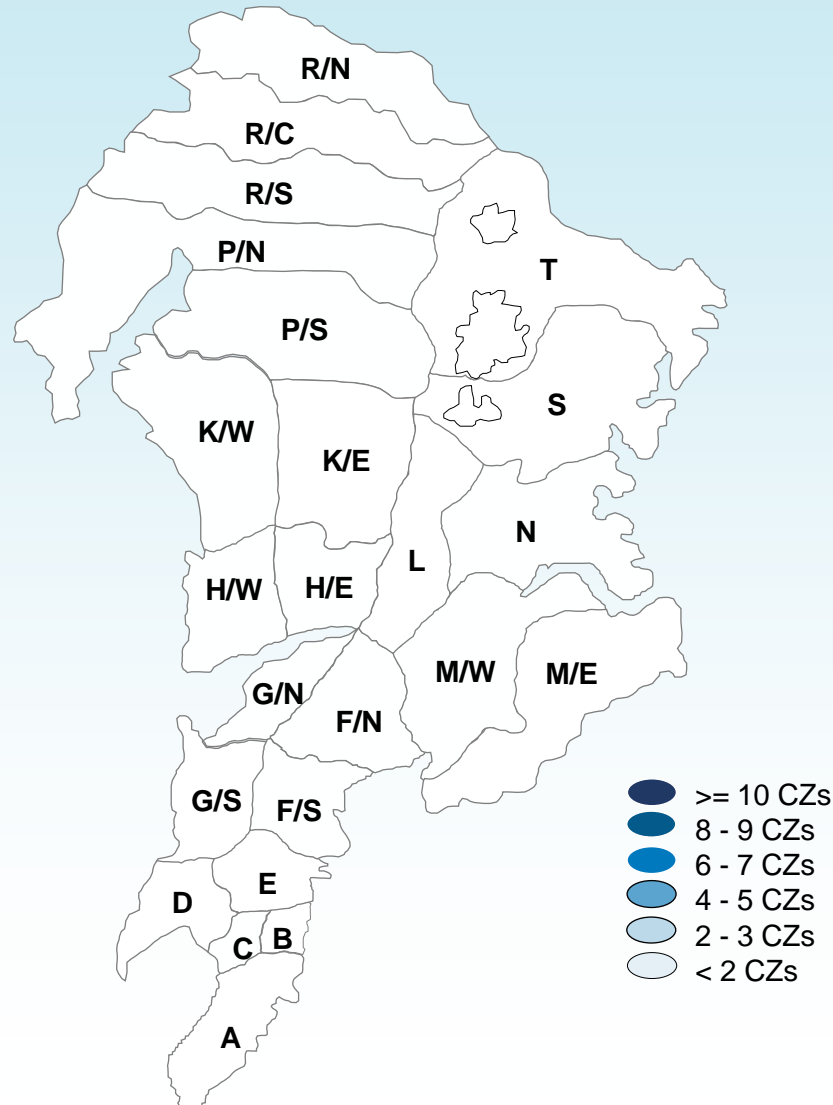 R/N
R/C
R/S
P/N
T
P/S
S
K/W
K/E
N
L
H/W
H/E
M/W
M/E
G/N
F/N
G/S
F/S
E
D
B
C
A
>= 10 CZs
8 - 9 CZs
6 - 7 CZs
4 - 5 CZs
2 - 3 CZs
< 2 CZs